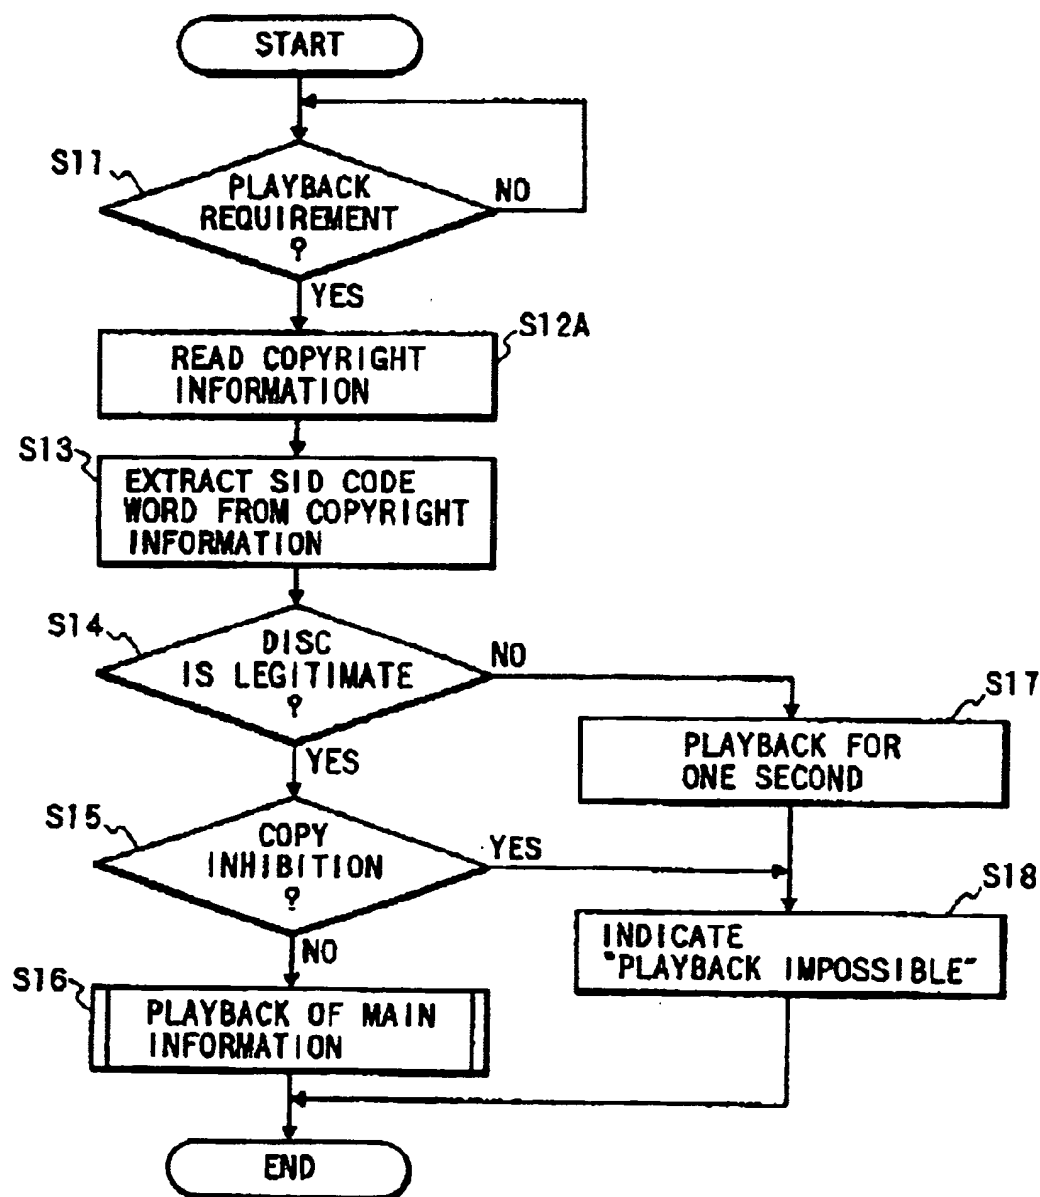 START
S11
PLAYBACK
REQUIREMENT
?
NO
YES
S12A
READ COPYRIGHT
INFORMATION
S13
EXTRACT SID CODE
WORD FROM COPYRIGHT
INFORMATION
S14
DISC
IS LEGITIMATE
?
NO
YES
S17
PLAYBACK FOR
ONE SECOND
S15
COPY
INHIBITION
?
YES
NO
S18
INDICATE
"PLAYBACK IMPOSSIBLE"
S16
PLAYBACK OF MAIN
INFORMATION
END